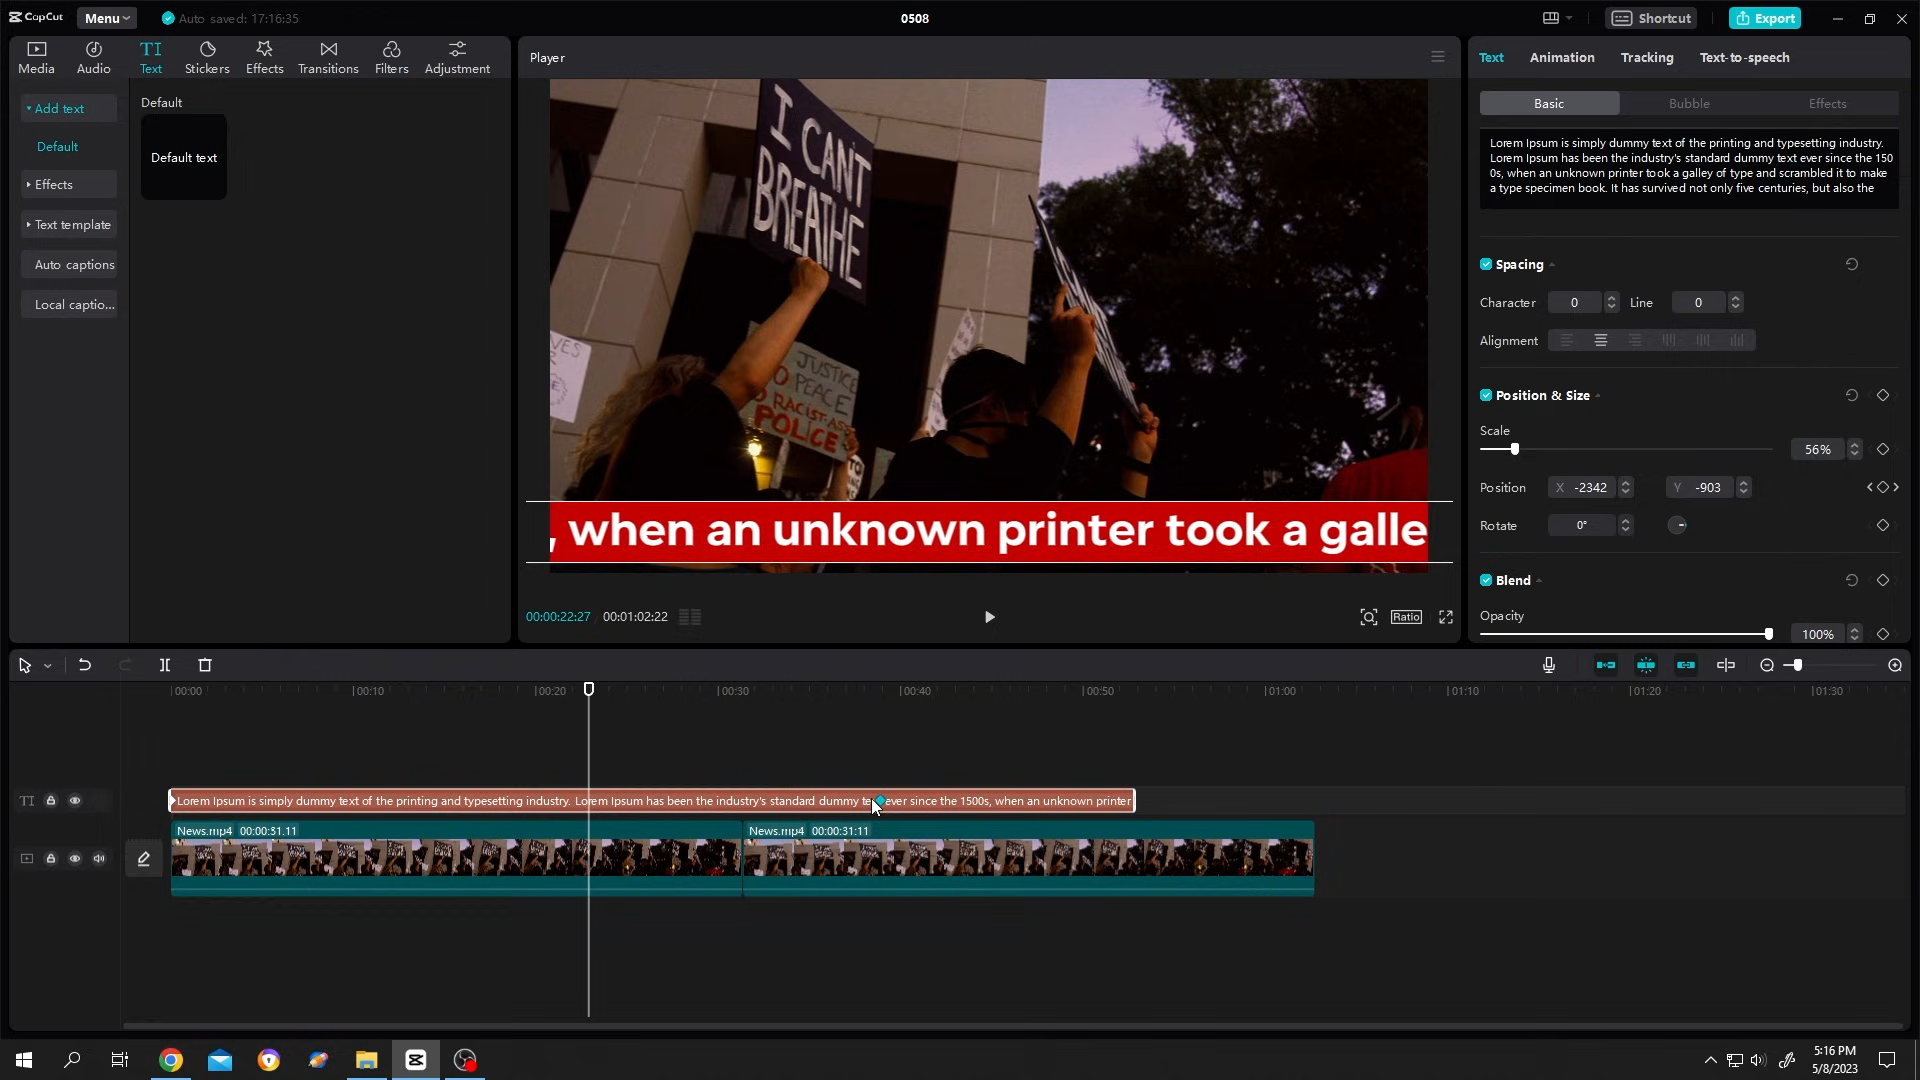 CapCut
Menu
Auto saved: 17:16:35
0508
Shortcut
Export
Media
Audio
TI
Text
Stickers
Effects
Transitions
Filters
Adjustment
Add text
Default
Effects
Text template
Auto captions
Local captio...
Default
Default text
Player
I CAN'T
BREATHE
JUSTICE
PEACE
RACIST-ASS
POLICE
, when an unknown printer took a galle
00:00:22:27
00:01:02:22
Ratio
Text
Animation
Tracking
Text-to-speech
Basic
Bubble
Effects
Lorem Ipsum is simply dummy text of the printing and typesetting industry.
Lorem Ipsum has been the industry's standard dummy text ever since the 150
0s, when an unknown printer took a galley of type and scrambled it to make
a type specimen book. It has survived not only five centuries, but also the
Spacing
Character 0 Line 0
Alignment
Position & Size
Scale
56%
Position X -2342 Y -903
Rotate 0°
Blend
Opacity
100%
00:00 00:10 00:20 00:30 00:40 00:50 01:00 01:10 01:20 01:30
TI
Lorem Ipsum is simply dummy text of the printing and typesetting industry. Lorem Ipsum has been the industry's standard dummy te ever since the 1500s, when an unknown printer
News.mp4 00:00:31:11
News.mp4 00:00:31:11
5:16 PM
5/8/2023